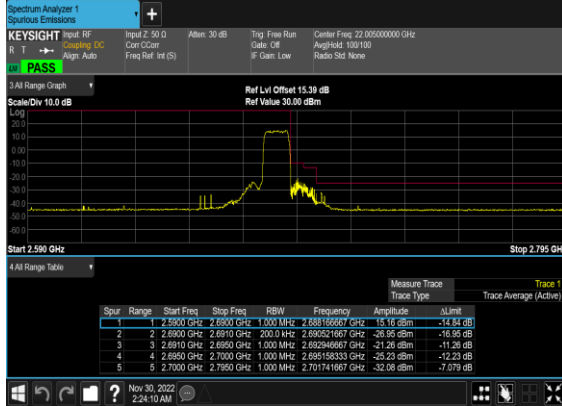 Spectrum Analyzer 1
Spurious Emissions
+
KEYSIGHT Input: RF Input Z: 50 Ω Atten: 30 dB Trig: Free Run Center Freq: 22.005000000 GHz
R T Coupling: DC Corr CCorr Gate: Off Avg|Hold: 100/100
Align: Auto Freq Ref: Int (S) IF Gain: Low Radio Std: None
LXI PASS
3 All Range Graph
Ref Lvl Offset 15.39 dB
Scale/Div 10.0 dB Ref Value 30.00 dBm
Log
20.0
10.0
0.00
-10.0
-20.0
-30.0
-40.0
-50.0
-60.0
Start 2.590 GHz Stop 2.795 GH
4 All Range Table
Measure Trace Trace 1
Trace Type Trace Average (Active)
Spur Range Start Freq Stop Freq RBW Frequency Amplitude ΔLimit
1 1 2.5900 GHz 2.6900 GHz 1.000 MHz 2.688166667 GHz 15.16 dBm -14.84 dB
2 2 2.6900 GHz 2.6910 GHz 200.0 kHz 2.690521667 GHz -26.95 dBm -16.95 dB
3 3 2.6910 GHz 2.6950 GHz 1.000 MHz 2.692946667 GHz -21.26 dBm -11.26 dB
4 4 2.6950 GHz 2.7000 GHz 1.000 MHz 2.695158333 GHz -25.23 dBm -12.23 dB
5 5 2.7000 GHz 2.7950 GHz 1.000 MHz 2.701741667 GHz -32.08 dBm -7.079 dB
? Nov 30, 2022
2:24:10 AM